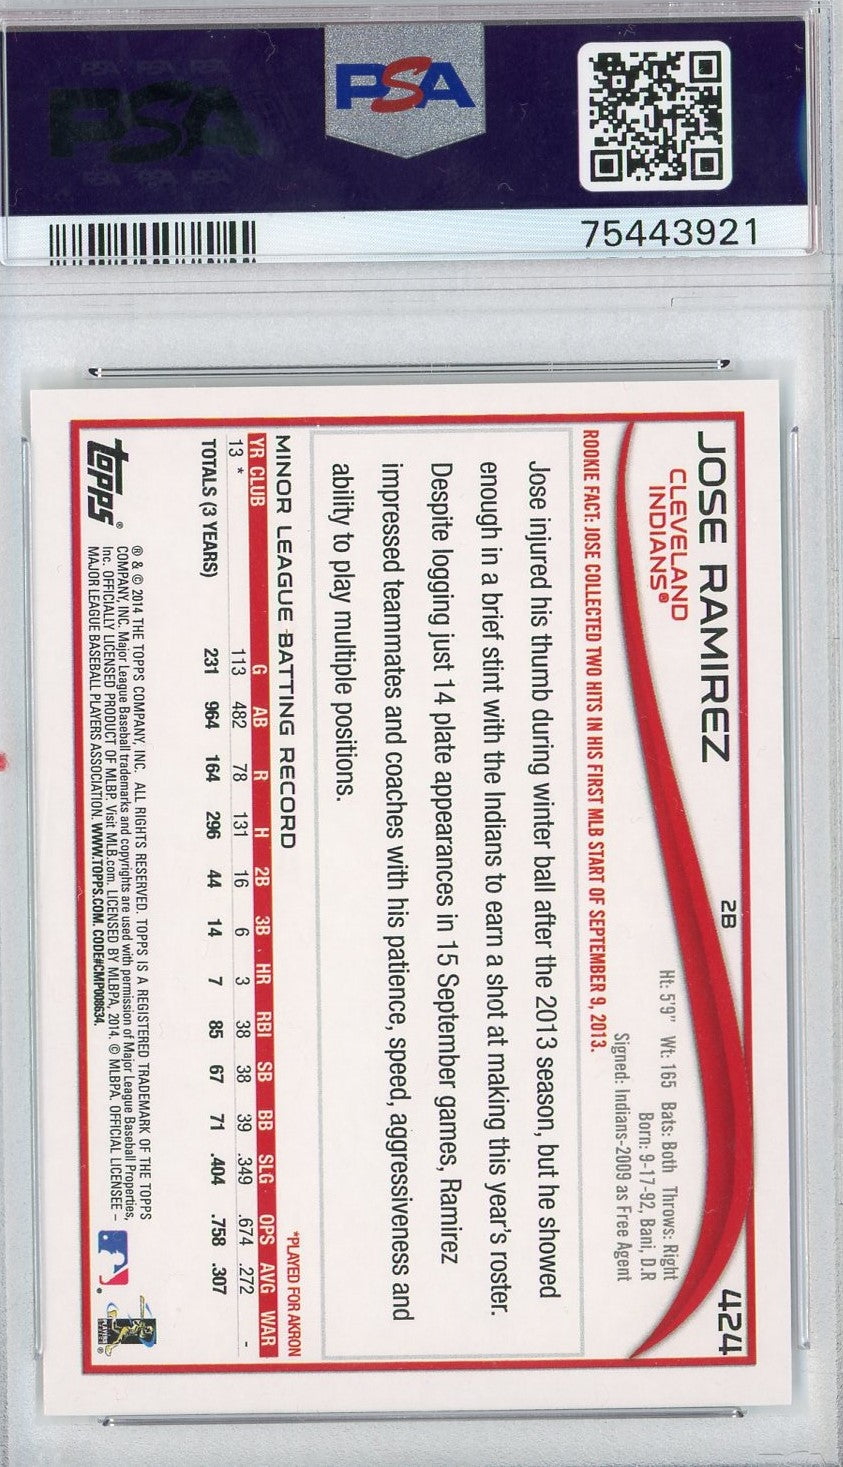 PSA
PSA PSA PSA
PSA
PSA PSA PSA
75443921
JOSE RAMIREZ 2B 424
CLEVELAND
INDIANS®
Ht: 5'9" Wt: 165 Bats: Both Throws: Right
Born: 9-17-92, Bani, D.R
Signed: Indians-2009 as Free Agent
ROOKIE FACT: JOSE COLLECTED TWO HITS IN HIS FIRST MLB START OF SEPTEMBER 9, 2013.
Jose injured his thumb during winter ball after the 2013 season, but he showed
enough in a brief stint with the Indians to earn a shot at making this year's roster.
Despite logging just 14 plate appearances in 15 September games, Ramirez
impressed teammates and coaches with his patience, speed, aggressiveness and
ability to play multiple positions.
MINOR LEAGUE BATTING RECORD *PLAYED FOR AKRON
YR CLUB G AB R H 2B 3B HR RBI SB BB SLG OPS AVG WAR
13 * 113 482 78 131 16 6 3 38 38 39 .349 .674 .272 -
TOTALS (3 YEARS) 231 964 164 296 44 14 7 85 67 71 .404 .758 .307
topps®
® & © 2014 THE TOPPS COMPANY, INC. ALL RIGHTS RESERVED. TOPPS IS A REGISTERED TRADEMARK OF THE TOPPS
COMPANY, INC. Major League Baseball trademarks and copyrights are used with permission of Major League Baseball Properties,
Inc. OFFICIALLY LICENSED PRODUCT OF MLBP. Visit MLB.com. LICENSED BY MLBPA, 2014. © MLBPA. OFFICIAL LICENSEE –
MAJOR LEAGUE BASEBALL PLAYERS ASSOCIATION. WWW.TOPPS.COM. CODE#CMP008634.